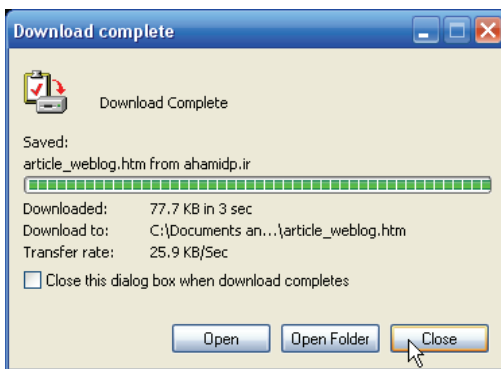 Download complete
Download Complete
Saved:
article_weblog.htm from ahamidp.ir
Downloaded: 77.7 KB in 3 sec
Download to: C:\Documents an...\article_weblog.htm
Transfer rate: 25.9 KB/Sec
Close this dialog box when download completes
Open Open Folder Close